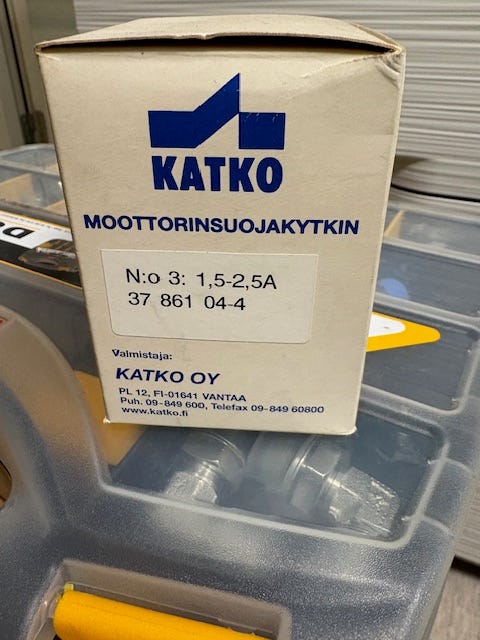 KATKO
MOOTTORINSUOJAKYTKIN
N:o 3: 1,5-2,5A
37 861 04-4
Valmistaja:
KATKO OY
PL 12, FI-01641 VANTAA
Puh. 09-849 600, Telefax 09-849 60800
www.katko.fi